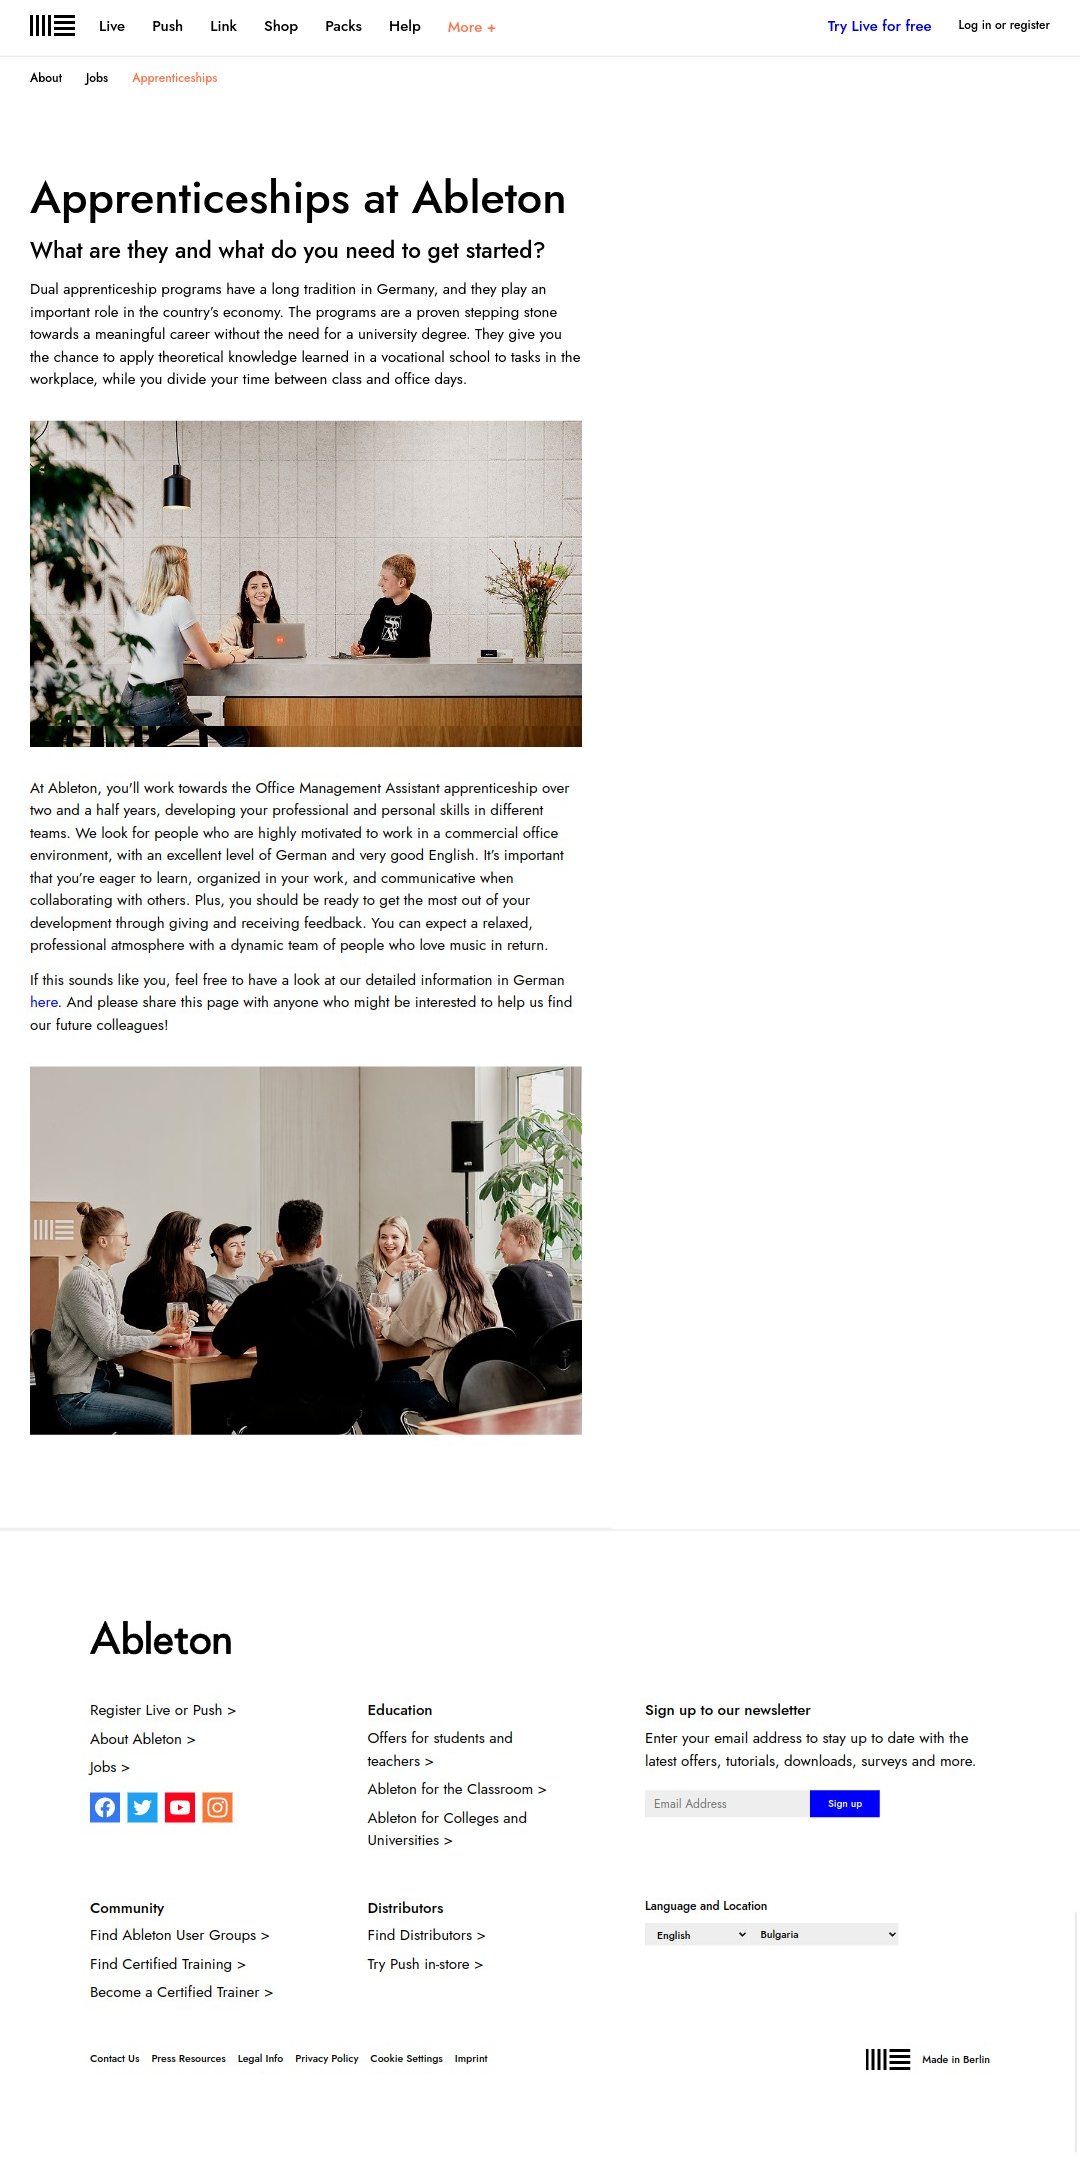 Live Push Link Shop Packs Help More +
Try Live for free Log in or register
About Jobs Apprenticeships
Apprenticeships at Ableton
What are they and what do you need to get started?
Dual apprenticeship programs have a long tradition in Germany, and they play an
important role in the country’s economy. The programs are a proven stepping stone
towards a meaningful career without the need for a university degree. They give you
the chance to apply theoretical knowledge learned in a vocational school to tasks in the
workplace, while you divide your time between class and office days.
At Ableton, you’ll work towards the Office Management Assistant apprenticeship over
two and a half years, developing your professional and personal skills in different
teams. We look for people who are highly motivated to work in a commercial office
environment, with an excellent level of German and very good English. It’s important
that you’re eager to learn, organized in your work, and communicative when
collaborating with others. Plus, you should be ready to get the most out of your
development through giving and receiving feedback. You can expect a relaxed,
professional atmosphere with a dynamic team of people who love music in return.
If this sounds like you, feel free to have a look at our detailed information in German
here. And please share this page with anyone who might be interested to help us find
our future colleagues!
Ableton
Register Live or Push >
About Ableton >
Jobs >
Education
Offers for students and
teachers >
Ableton for the Classroom >
Ableton for Colleges and
Universities >
Sign up to our newsletter
Enter your email address to stay up to date with the
latest offers, tutorials, downloads, surveys and more.
Email Address Sign up
Community
Find Ableton User Groups >
Find Certified Training >
Become a Certified Trainer >
Distributors
Find Distributors >
Try Push in-store >
Language and Location
English Bulgaria
Contact Us Press Resources Legal Info Privacy Policy Cookie Settings Imprint
Made in Berlin